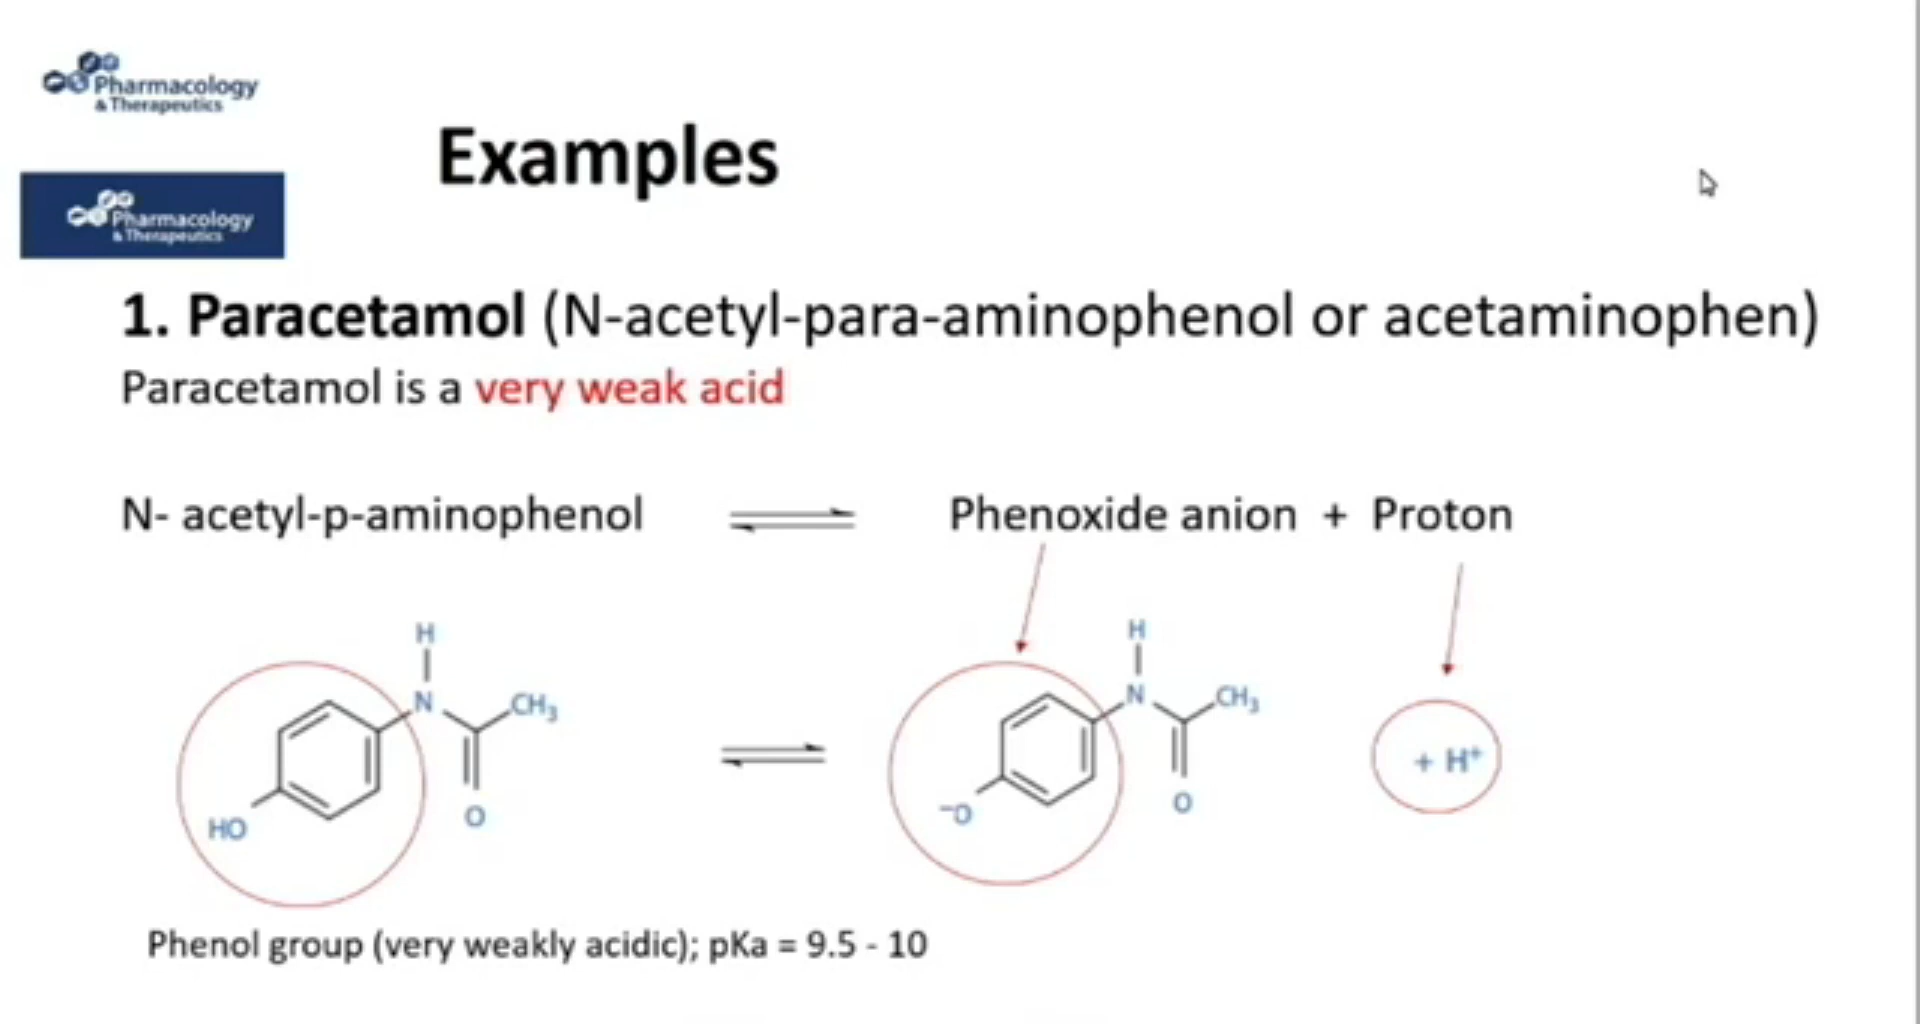 Pharmacology
& Therapeutics
Examples
Pharmacology
& Therapeutics
1. Paracetamol (N-acetyl-para-aminophenol or acetaminophen)
Paracetamol is a very weak acid
N- acetyl-p-aminophenol
Phenoxide anion + Proton
H
N
CH₃
HO
O
H
N
CH₃
⁻O
O
+ H⁺
Phenol group (very weakly acidic); pKa = 9.5 - 10